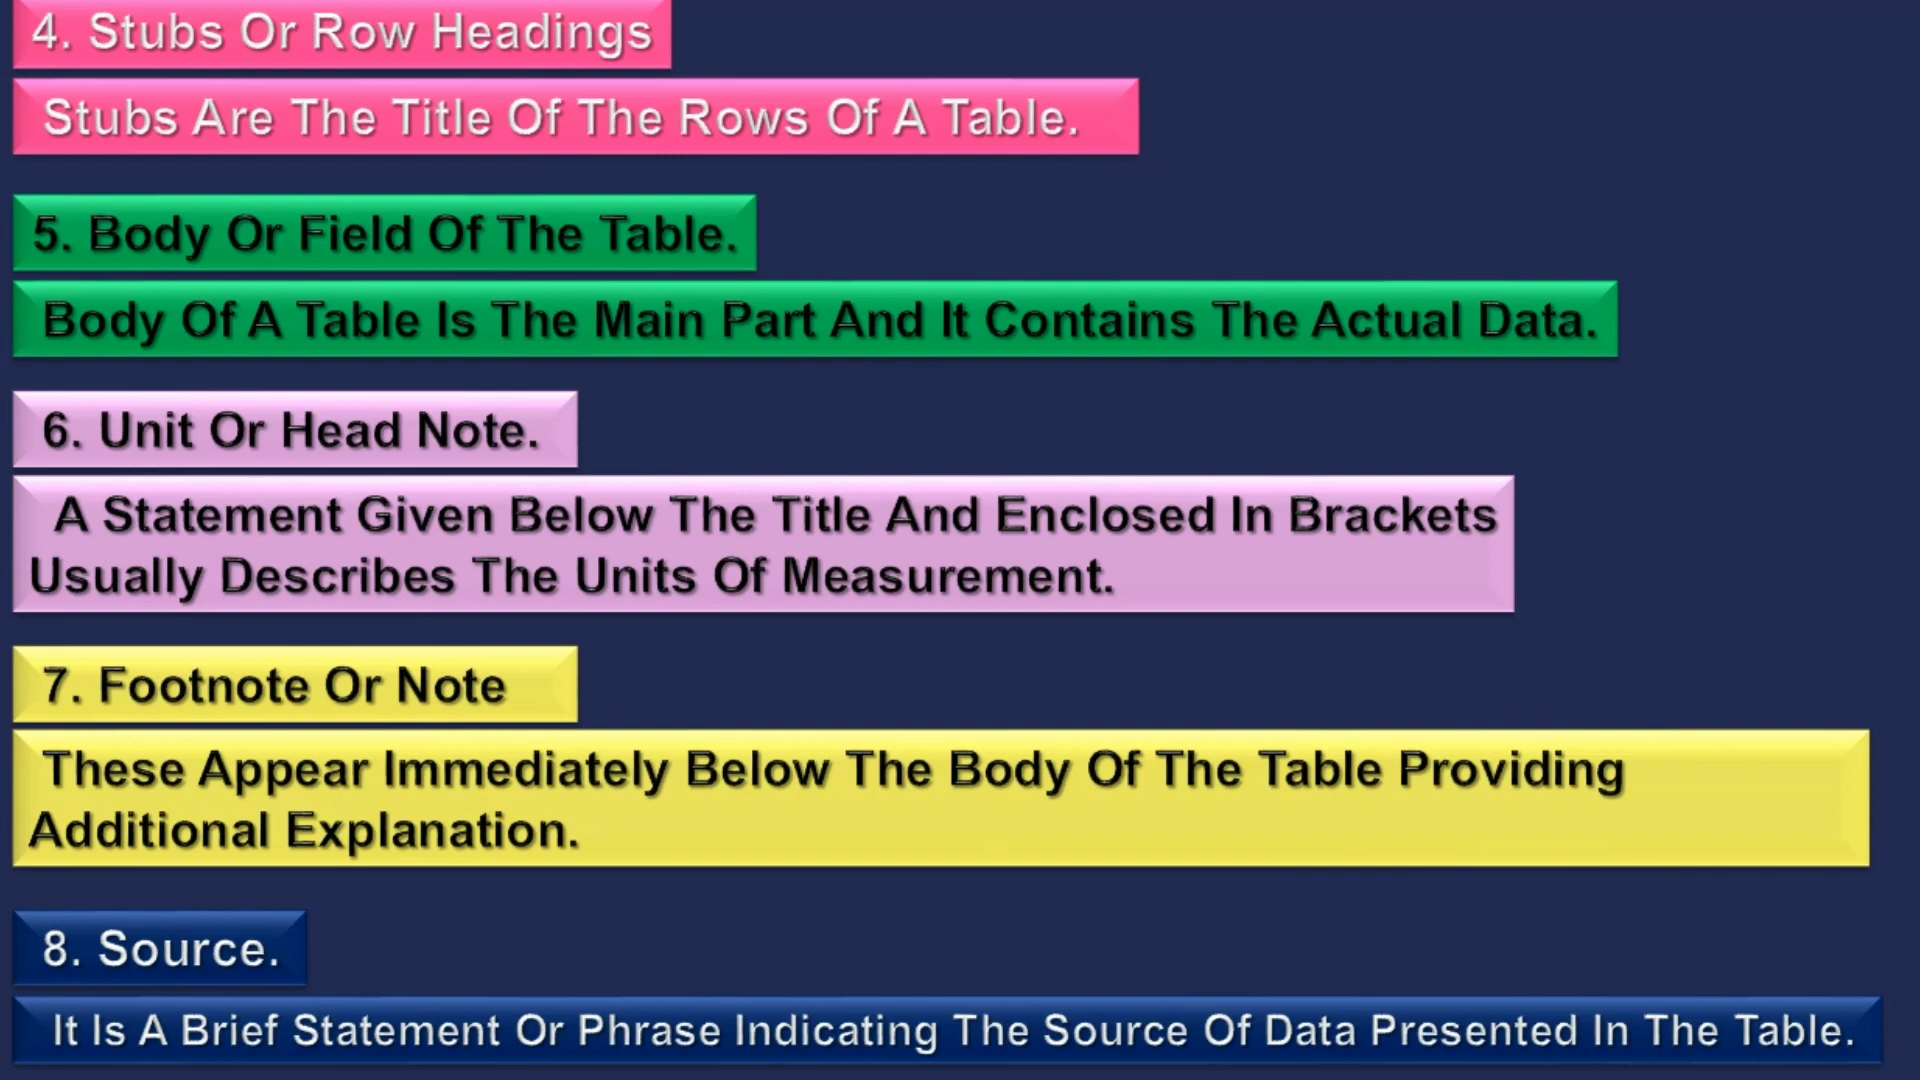 4. Stubs Or Row Headings
Stubs Are The Title Of The Rows Of A Table.
5. Body Or Field Of The Table.
Body Of A Table Is The Main Part And It Contains The Actual Data.
6. Unit Or Head Note.
A Statement Given Below The Title And Enclosed In Brackets
Usually Describes The Units Of Measurement.
7. Footnote Or Note
These Appear Immediately Below The Body Of The Table Providing
Additional Explanation.
8. Source.
It Is A Brief Statement Or Phrase Indicating The Source Of Data Presented In The Table.